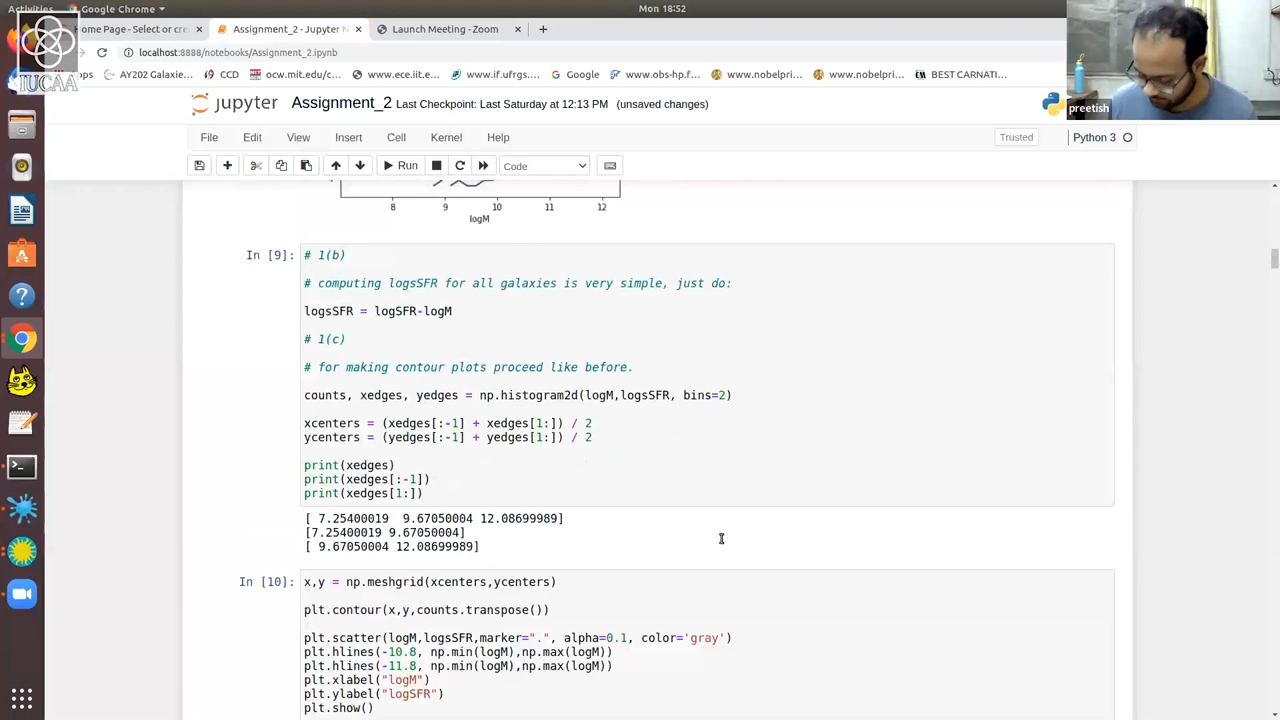 Activities
Google Chrome
Mon 18:52
Home Page - Select or cre
Assignment_2 - Jupyter N
Launch Meeting - Zoom
localhost:8888/notebooks/Assignment_2.ipynb
AY202 Galaxie...
CCD
ocw.mit.edu/c...
www.ece.iit.e...
www.if.ufrgs....
Google
www.obs-hp.f...
www.nobelpri...
www.nobelpri...
BEST CARNATI...
IUCAA
preetish
jupyter
Assignment_2 Last Checkpoint: Last Saturday at 12:13 PM (unsaved changes)
File Edit View Insert Cell Kernel Help
Trusted
Python 3
Run
Code
8 9 10 11 12
logM
In [9]:
# 1(b)
# computing logsSFR for all galaxies is very simple, just do:
logsSFR = logSFR-logM
# 1(c)
# for making contour plots proceed like before.
counts, xedges, yedges = np.histogram2d(logM,logsSFR, bins=2)
xcenters = (xedges[:-1] + xedges[1:]) / 2
ycenters = (yedges[:-1] + yedges[1:]) / 2
print(xedges)
print(xedges[:-1])
print(xedges[1:])
[ 7.25400019  9.67050004 12.08699989]
[7.25400019 9.67050004]
[ 9.67050004 12.08699989]
In [10]:
x,y = np.meshgrid(xcenters,ycenters)
plt.contour(x,y,counts.transpose())
plt.scatter(logM,logsSFR,marker=".", alpha=0.1, color='gray')
plt.hlines(-10.8, np.min(logM),np.max(logM))
plt.hlines(-11.8, np.min(logM),np.max(logM))
plt.xlabel("logM")
plt.ylabel("logSFR")
plt.show()